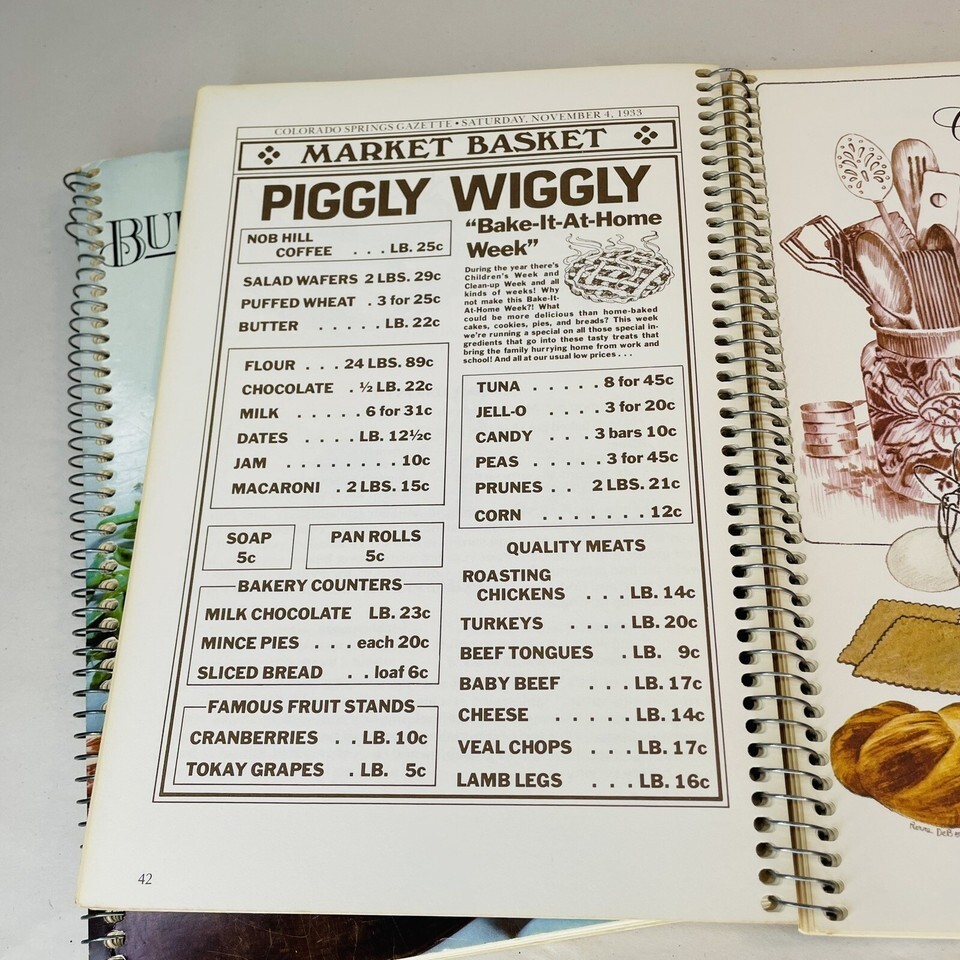 BU
COLORADO SPRINGS GAZETTE • SATURDAY, NOVEMBER 4, 1933
MARKET BASKET
PIGGLY WIGGLY
NOB HILL
COFFEE . . . LB. 25c
SALAD WAFERS 2 LBS. 29c
PUFFED WHEAT . 3 for 25c
BUTTER . . . . . LB. 22c
FLOUR . . . 24 LBS. 89c
CHOCOLATE . ½ LB. 22c
MILK . . . . . . 6 for 31c
DATES . . . . LB. 12½c
JAM . . . . . . . . 10c
MACARONI . 2 LBS. 15c
SOAP
5c
PAN ROLLS
5c
BAKERY COUNTERS
MILK CHOCOLATE LB. 23c
MINCE PIES . . . each 20c
SLICED BREAD . . loaf 6c
FAMOUS FRUIT STANDS
CRANBERRIES . . LB. 10c
TOKAY GRAPES . LB. 5c
"Bake-It-At-Home
Week"
During the year there's
Children's Week and
Clean-up Week and all
kinds of weeks! Why
not make this Bake-It-
At-Home Week?! What
could be more delicious than home-baked
cakes, cookies, pies, and breads? This week
we're running a special on all those special in-
gredients that go into these tasty treats that
bring the family hurrying home from work and
school! And all at our usual low prices . . .
TUNA . . . . . 8 for 45c
JELL-O . . . . 3 for 20c
CANDY . . . 3 bars 10c
PEAS . . . . . 3 for 45c
PRUNES . . 2 LBS. 21c
CORN . . . . . . . 12c
QUALITY MEATS
ROASTING
CHICKENS . . . LB. 14c
TURKEYS . . . . LB. 20c
BEEF TONGUES . LB. 9c
BABY BEEF . . . LB. 17c
CHEESE . . . . . LB. 14c
VEAL CHOPS . . . LB. 17c
LAMB LEGS . . . LB. 16c
42